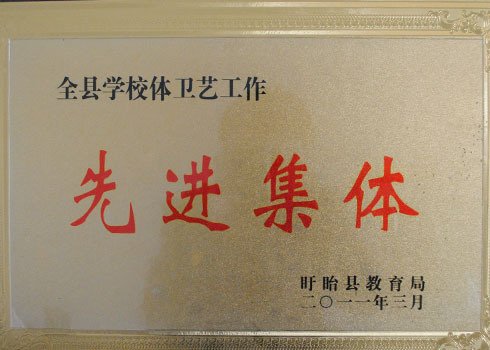 全县学校体卫艺工作
先进集体
盱眙县教育局
二〇一一年三月